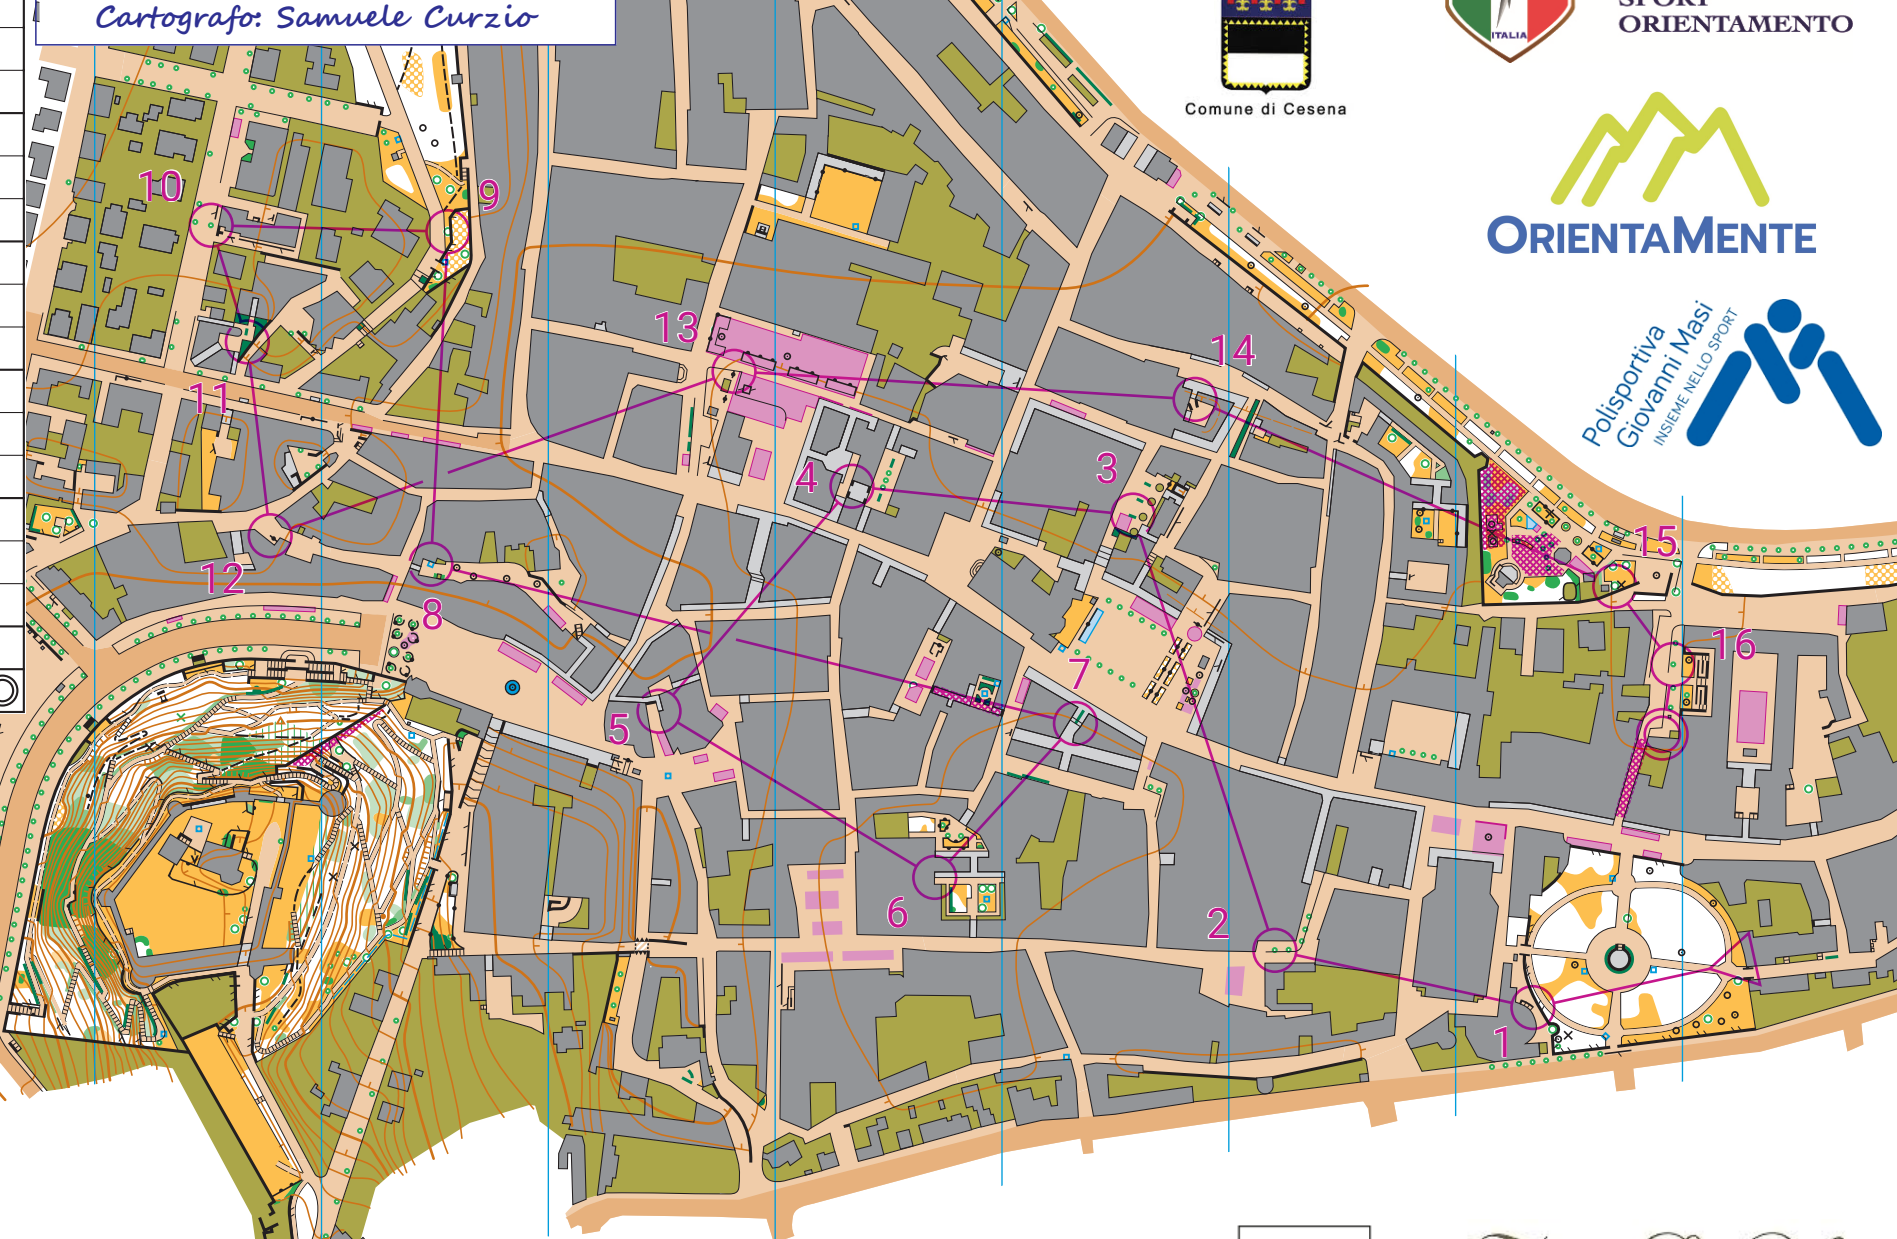 Cartografo: Samuele Curzio
Comune di Cesena
ITALIA
SPORT
ORIENTAMENTO
ORIENTAMENTE
Polisportiva
Giovanni Masi
INSIEME NELLO SPORT
10
9
13
14
11
4
3
12
8
15
16
7
5
6
2
1